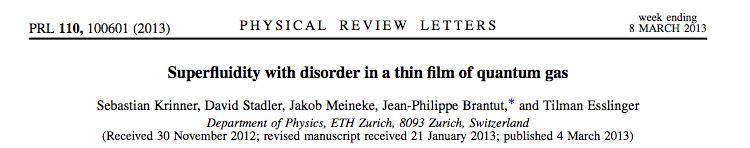 PRL 110, 100601 (2013) PHYSICAL REVIEW LETTERS week ending 8 MARCH 2013
Superfluidity with disorder in a thin film of quantum gas
Sebastian Krinner, David Stadler, Jakob Meineke, Jean-Philippe Brantut,* and Tilman Esslinger
Department of Physics, ETH Zurich, 8093 Zurich, Switzerland
(Received 30 November 2012; revised manuscript received 21 January 2013; published 4 March 2013)